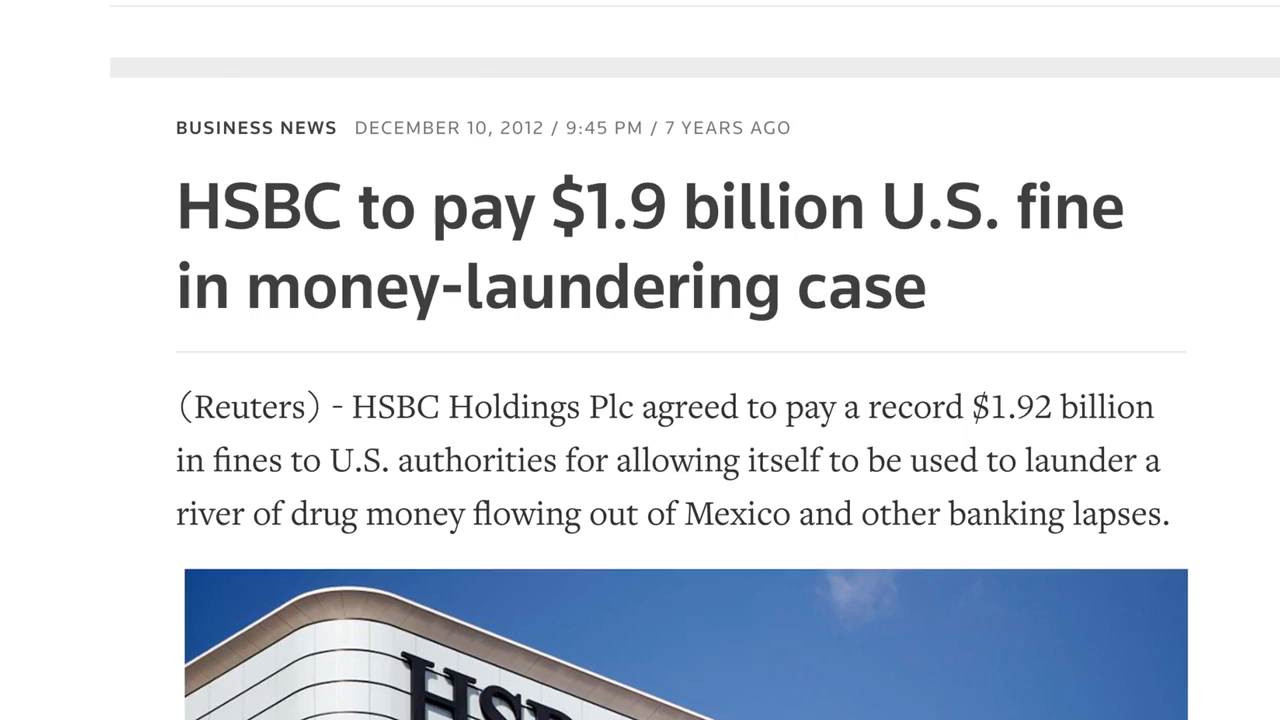 BUSINESS NEWS DECEMBER 10, 2012 / 9:45 PM / 7 YEARS AGO
HSBC to pay $1.9 billion U.S. fine
in money-laundering case
(Reuters) - HSBC Holdings Plc agreed to pay a record $1.92 billion
in fines to U.S. authorities for allowing itself to be used to launder a
river of drug money flowing out of Mexico and other banking lapses.
HSB